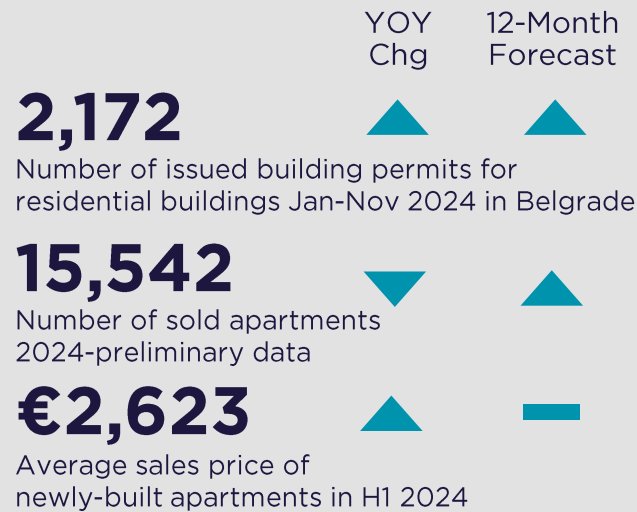 YOY
Chg
12-Month
Forecast
2,172
Number of issued building permits for
residential buildings Jan-Nov 2024 in Belgrade
15,542
Number of sold apartments
2024-preliminary data
€2,623
Average sales price of
newly-built apartments in H1 2024